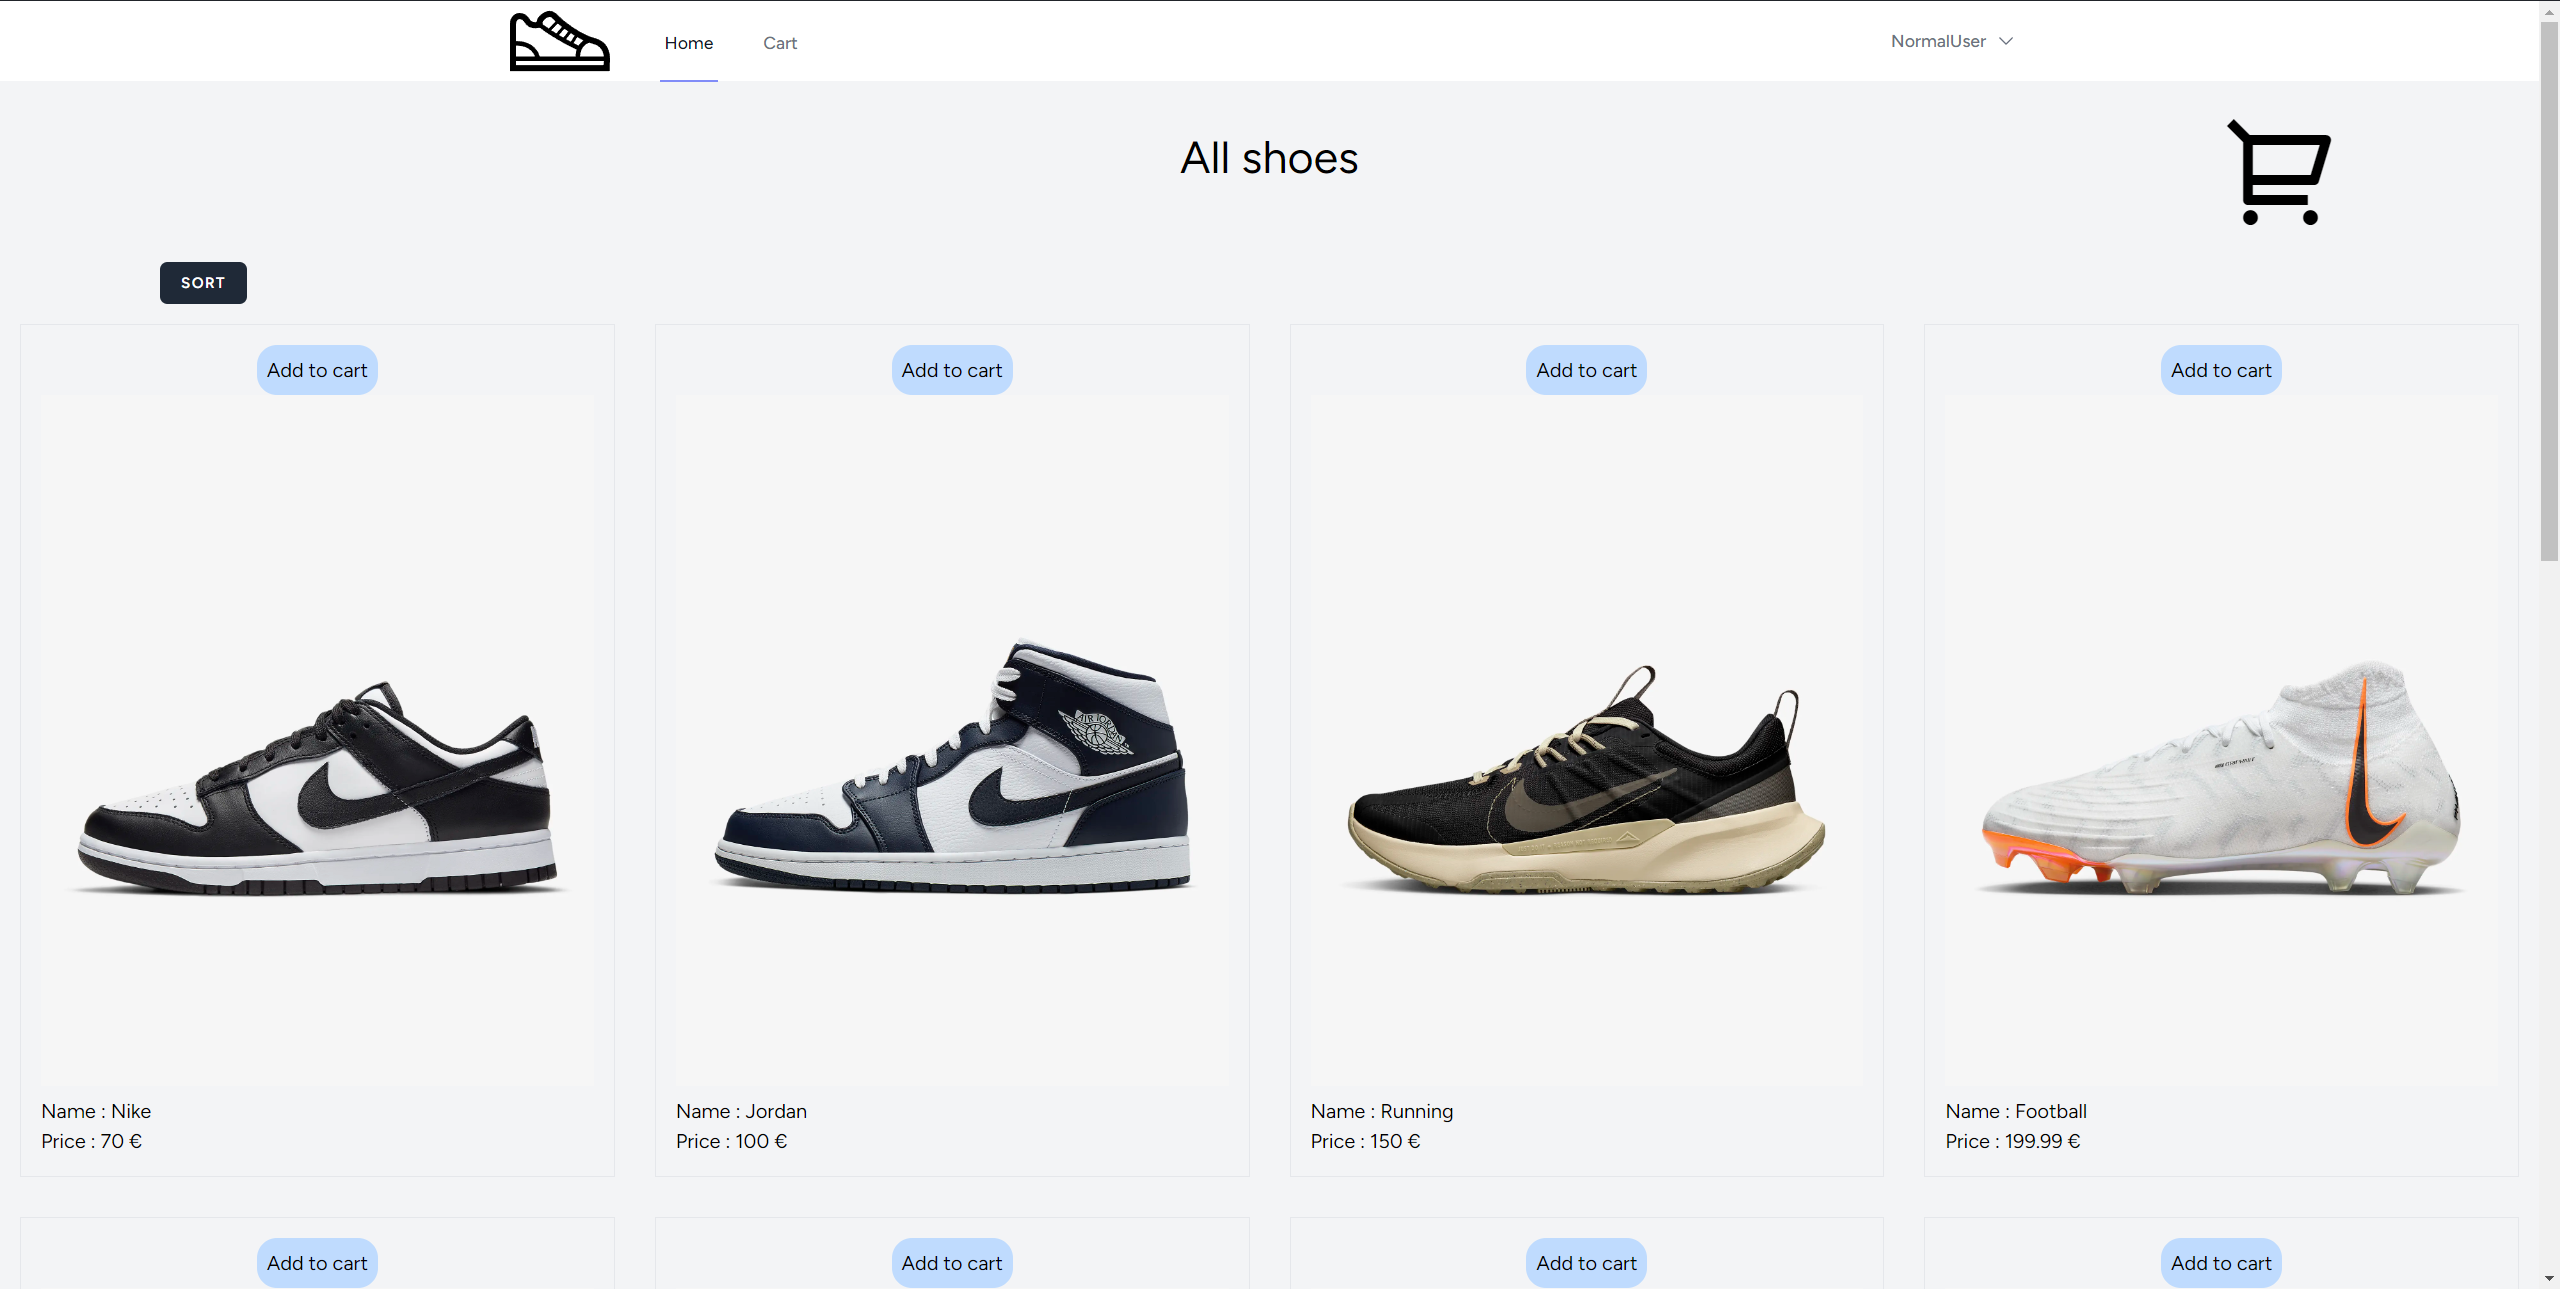 Home
Cart
NormalUser
All shoes
SORT
Add to cart
Add to cart
Add to cart
Add to cart
Name : Nike
Price : 70 €
Name : Jordan
Price : 100 €
Name : Running
Price : 150 €
Name : Football
Price : 199.99 €
Add to cart
Add to cart
Add to cart
Add to cart